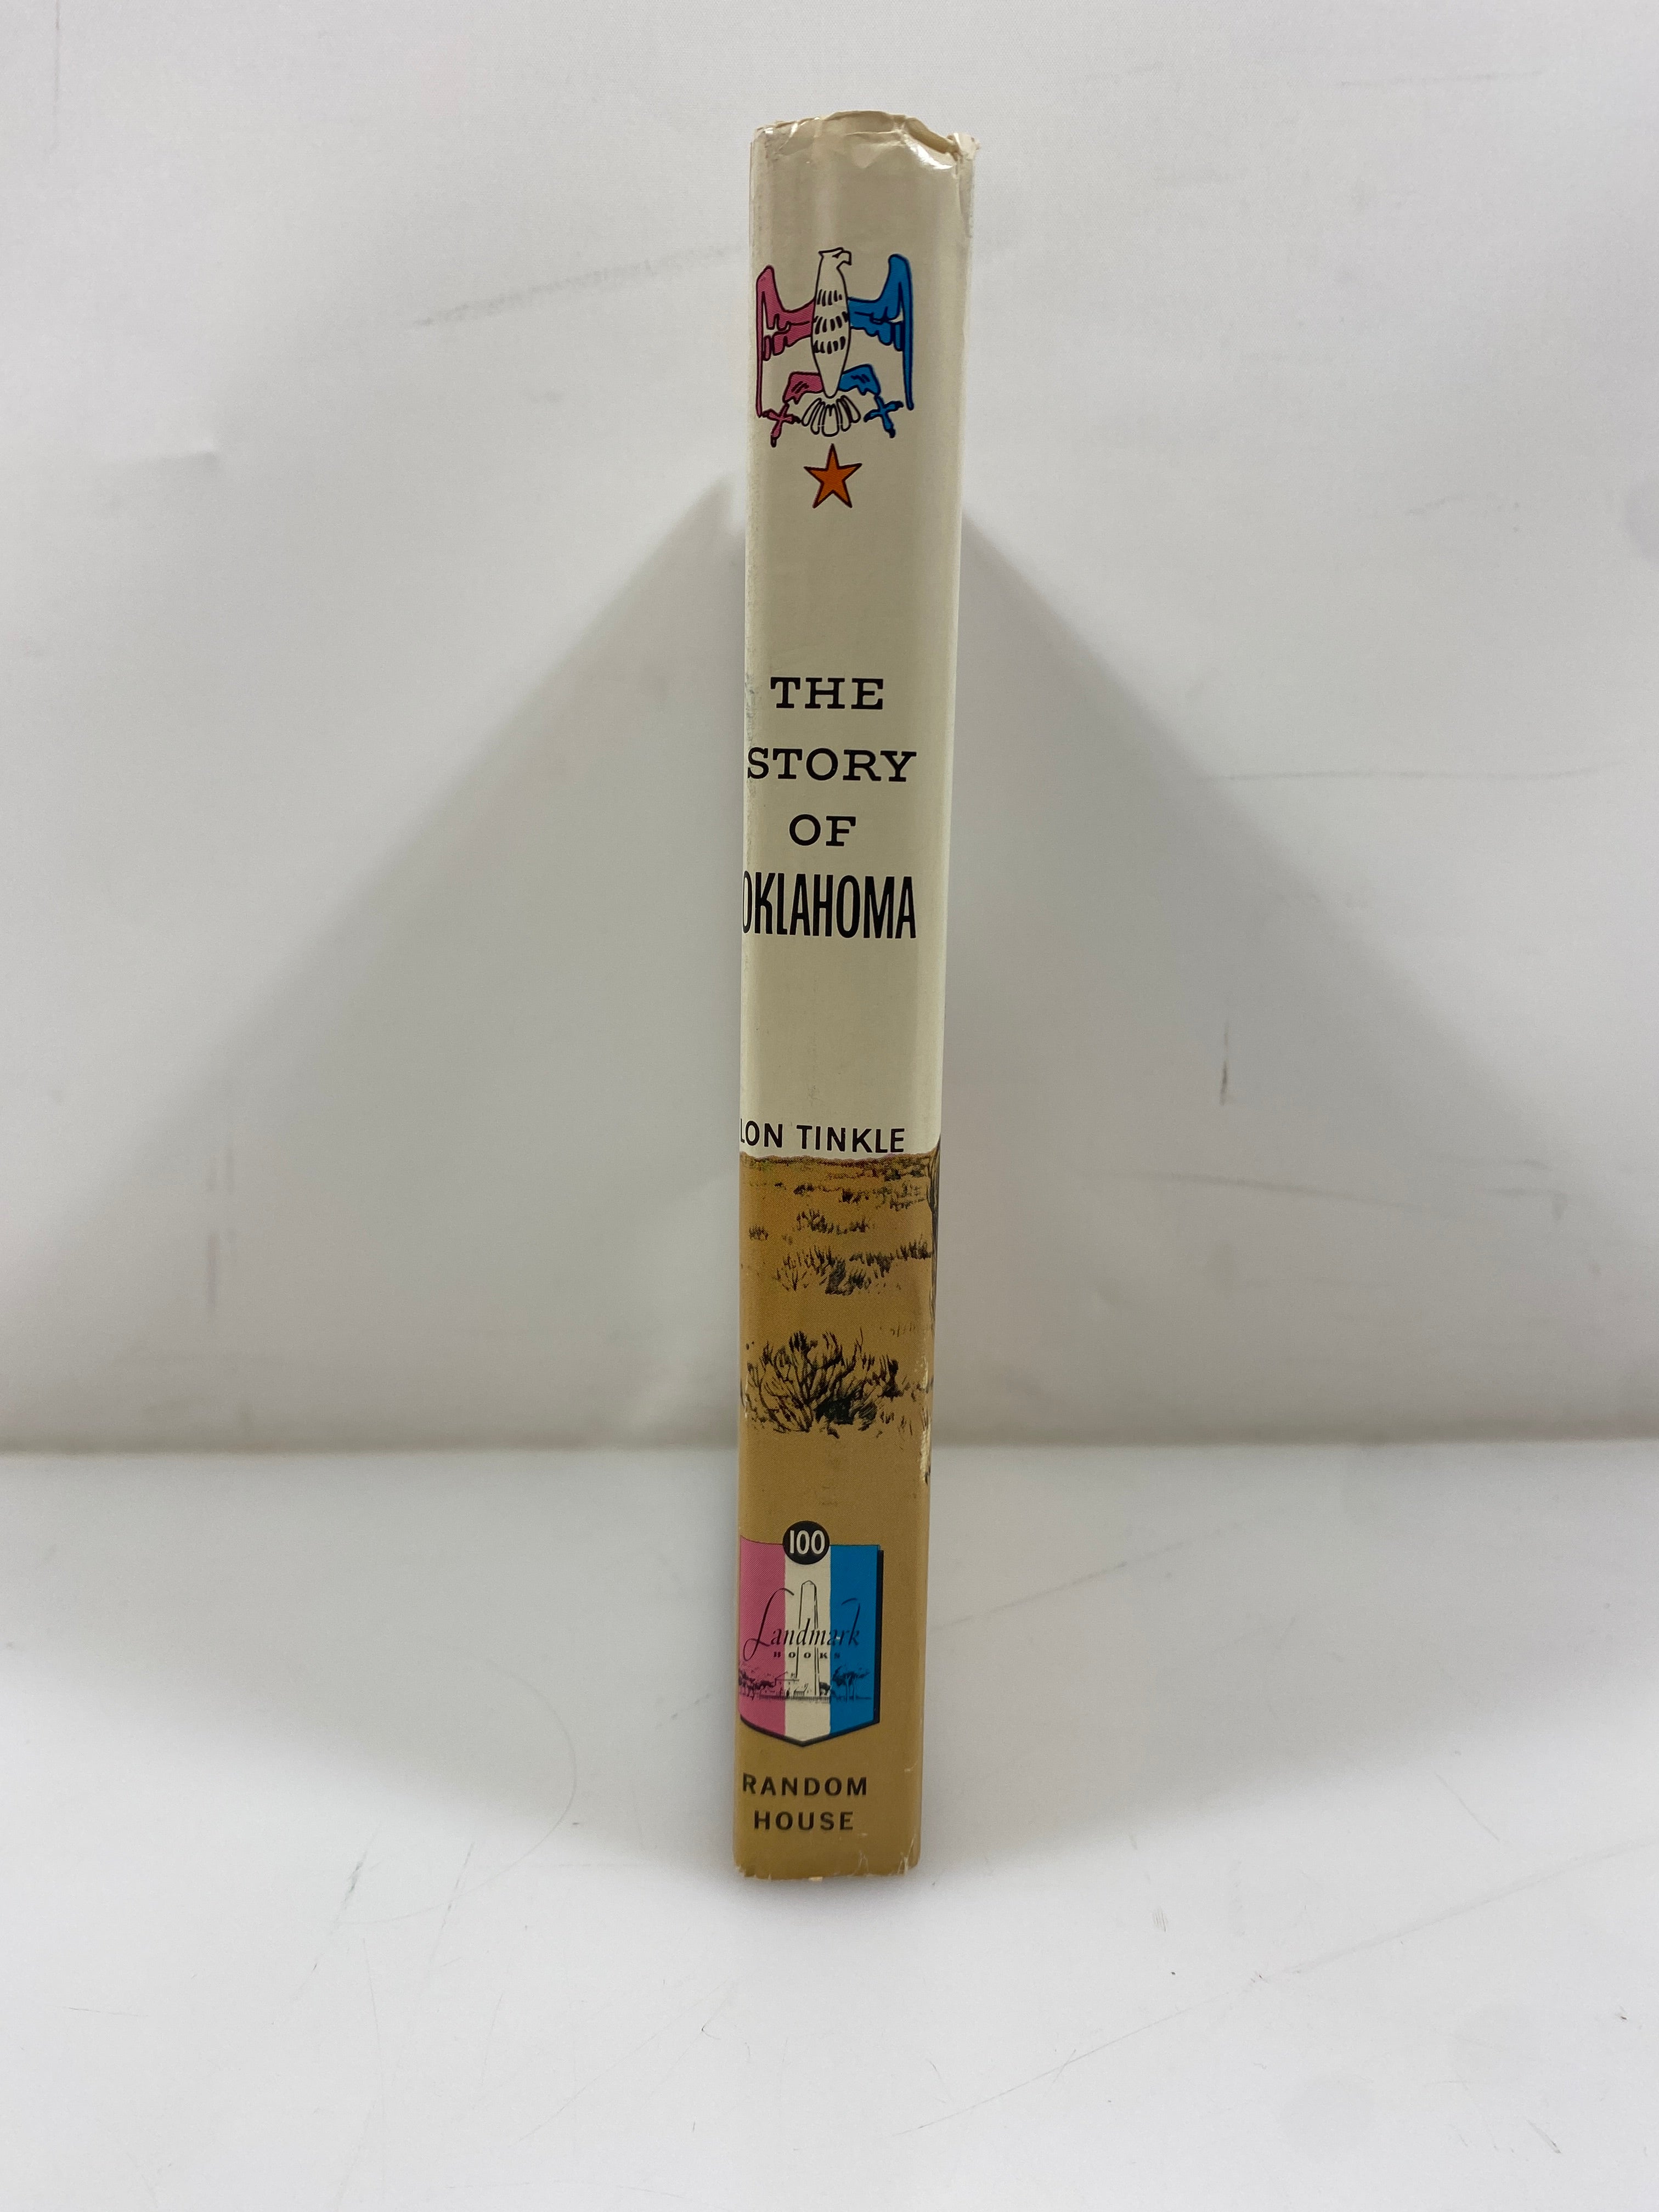 THE
STORY
OF
OKLAHOMA
LON TINKLE
100
Landmark
BOOKS
RANDOM
HOUSE